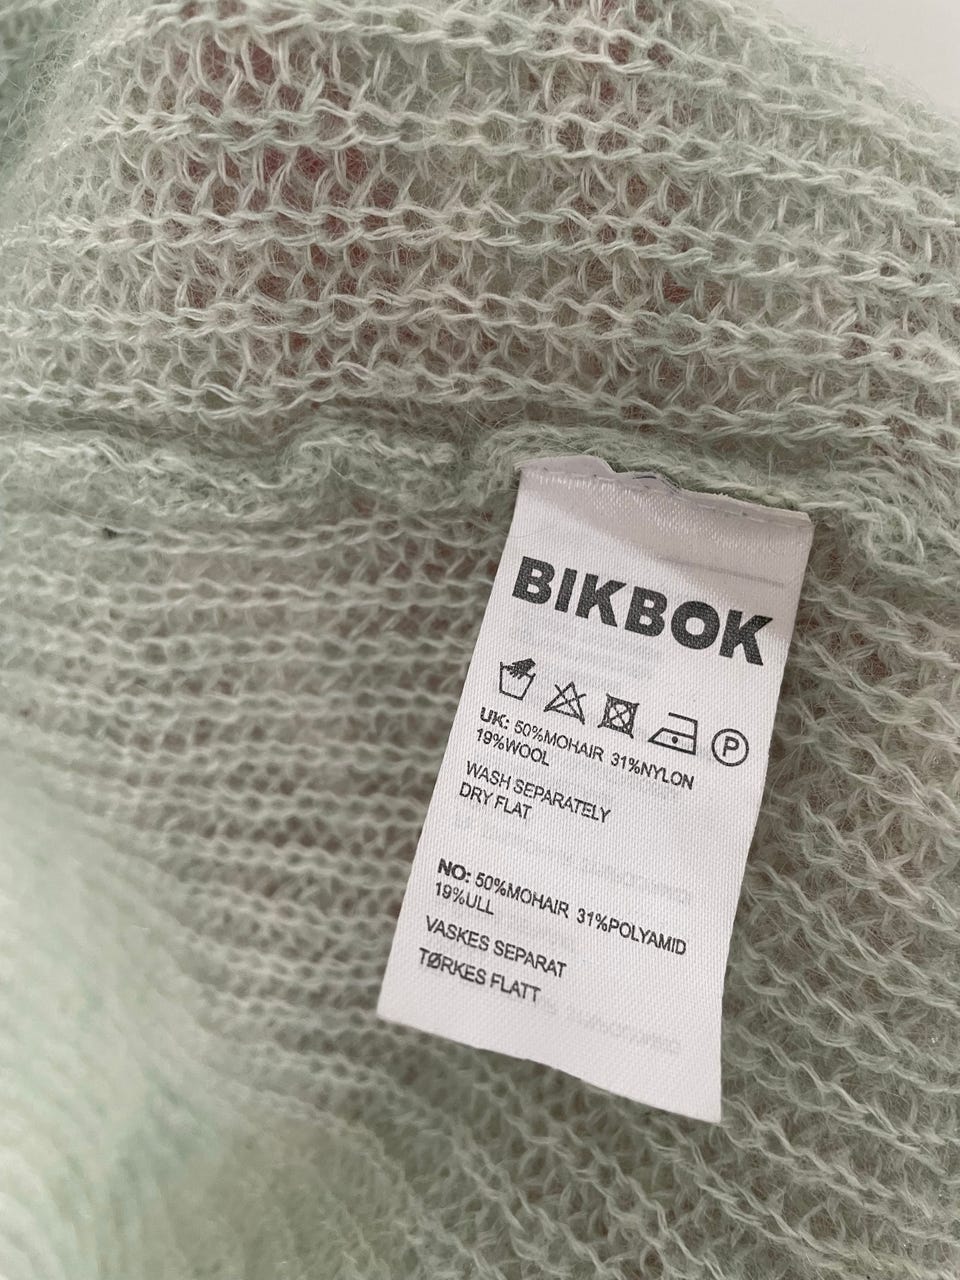 BIKBOK
P
UK: 50%MOHAIR 31%NYLON
19%WOOL
WASH SEPARATELY
DRY FLAT
NO: 50%MOHAIR 31%POLYAMID
19%ULL
VASKES SEPARAT
TØRKES FLATT